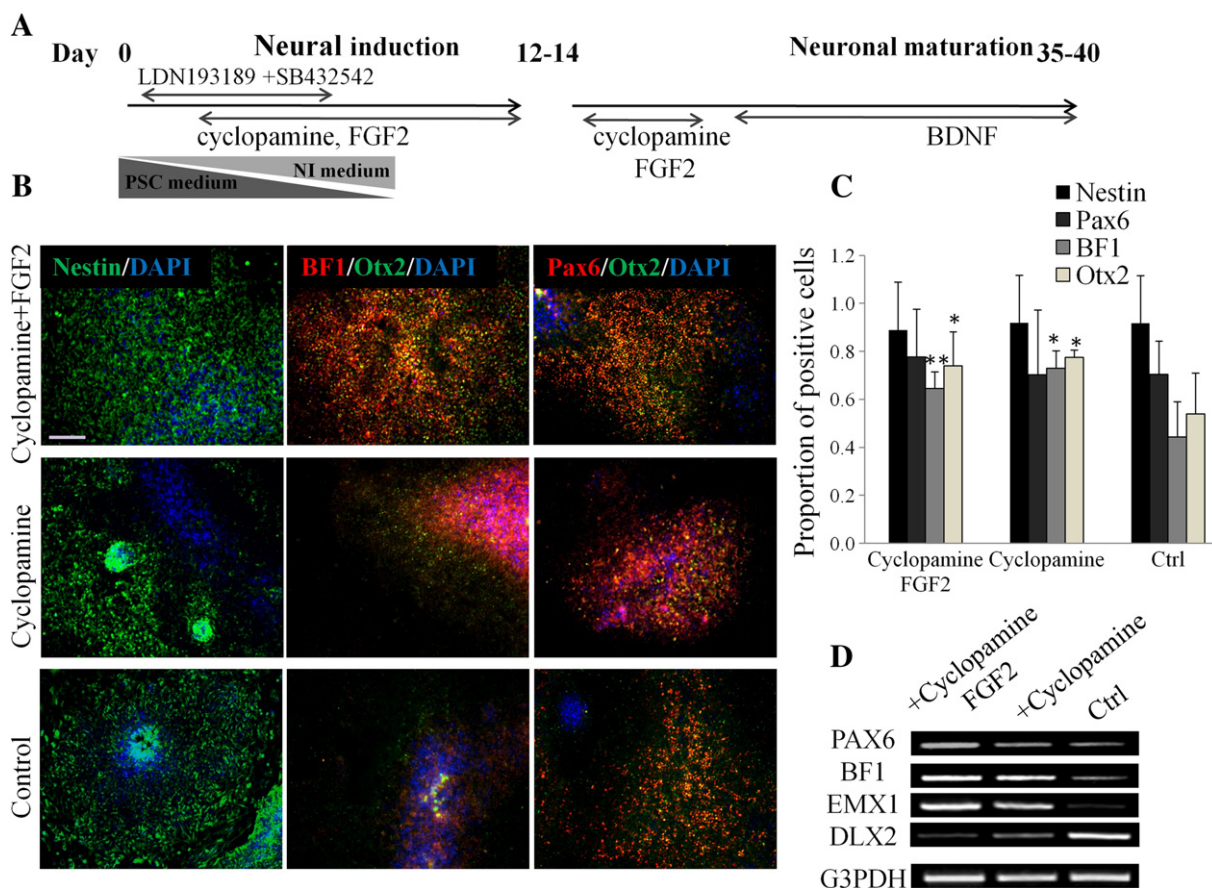 A
Day 0 Neural induction 12-14 Neuronal maturation 35-40
LDN193189 +SB432542
cyclopamine, FGF2
cyclopamine
FGF2
BDNF
NI medium
PSC medium
B
Cyclopamine+FGF2
Nestin/DAPI
BF1/Otx2/DAPI
Pax6/Otx2/DAPI
Cyclopamine
Control
C
Nestin
Pax6
BF1
Otx2
Proportion of positive cells
1.2
1.0
0.8
0.6
0.4
0.2
0.0
**
*
*
*
Cyclopamine
FGF2
Cyclopamine
Ctrl
D
+Cyclopamine
FGF2
+Cyclopamine
Ctrl
PAX6
BF1
EMX1
DLX2
G3PDH